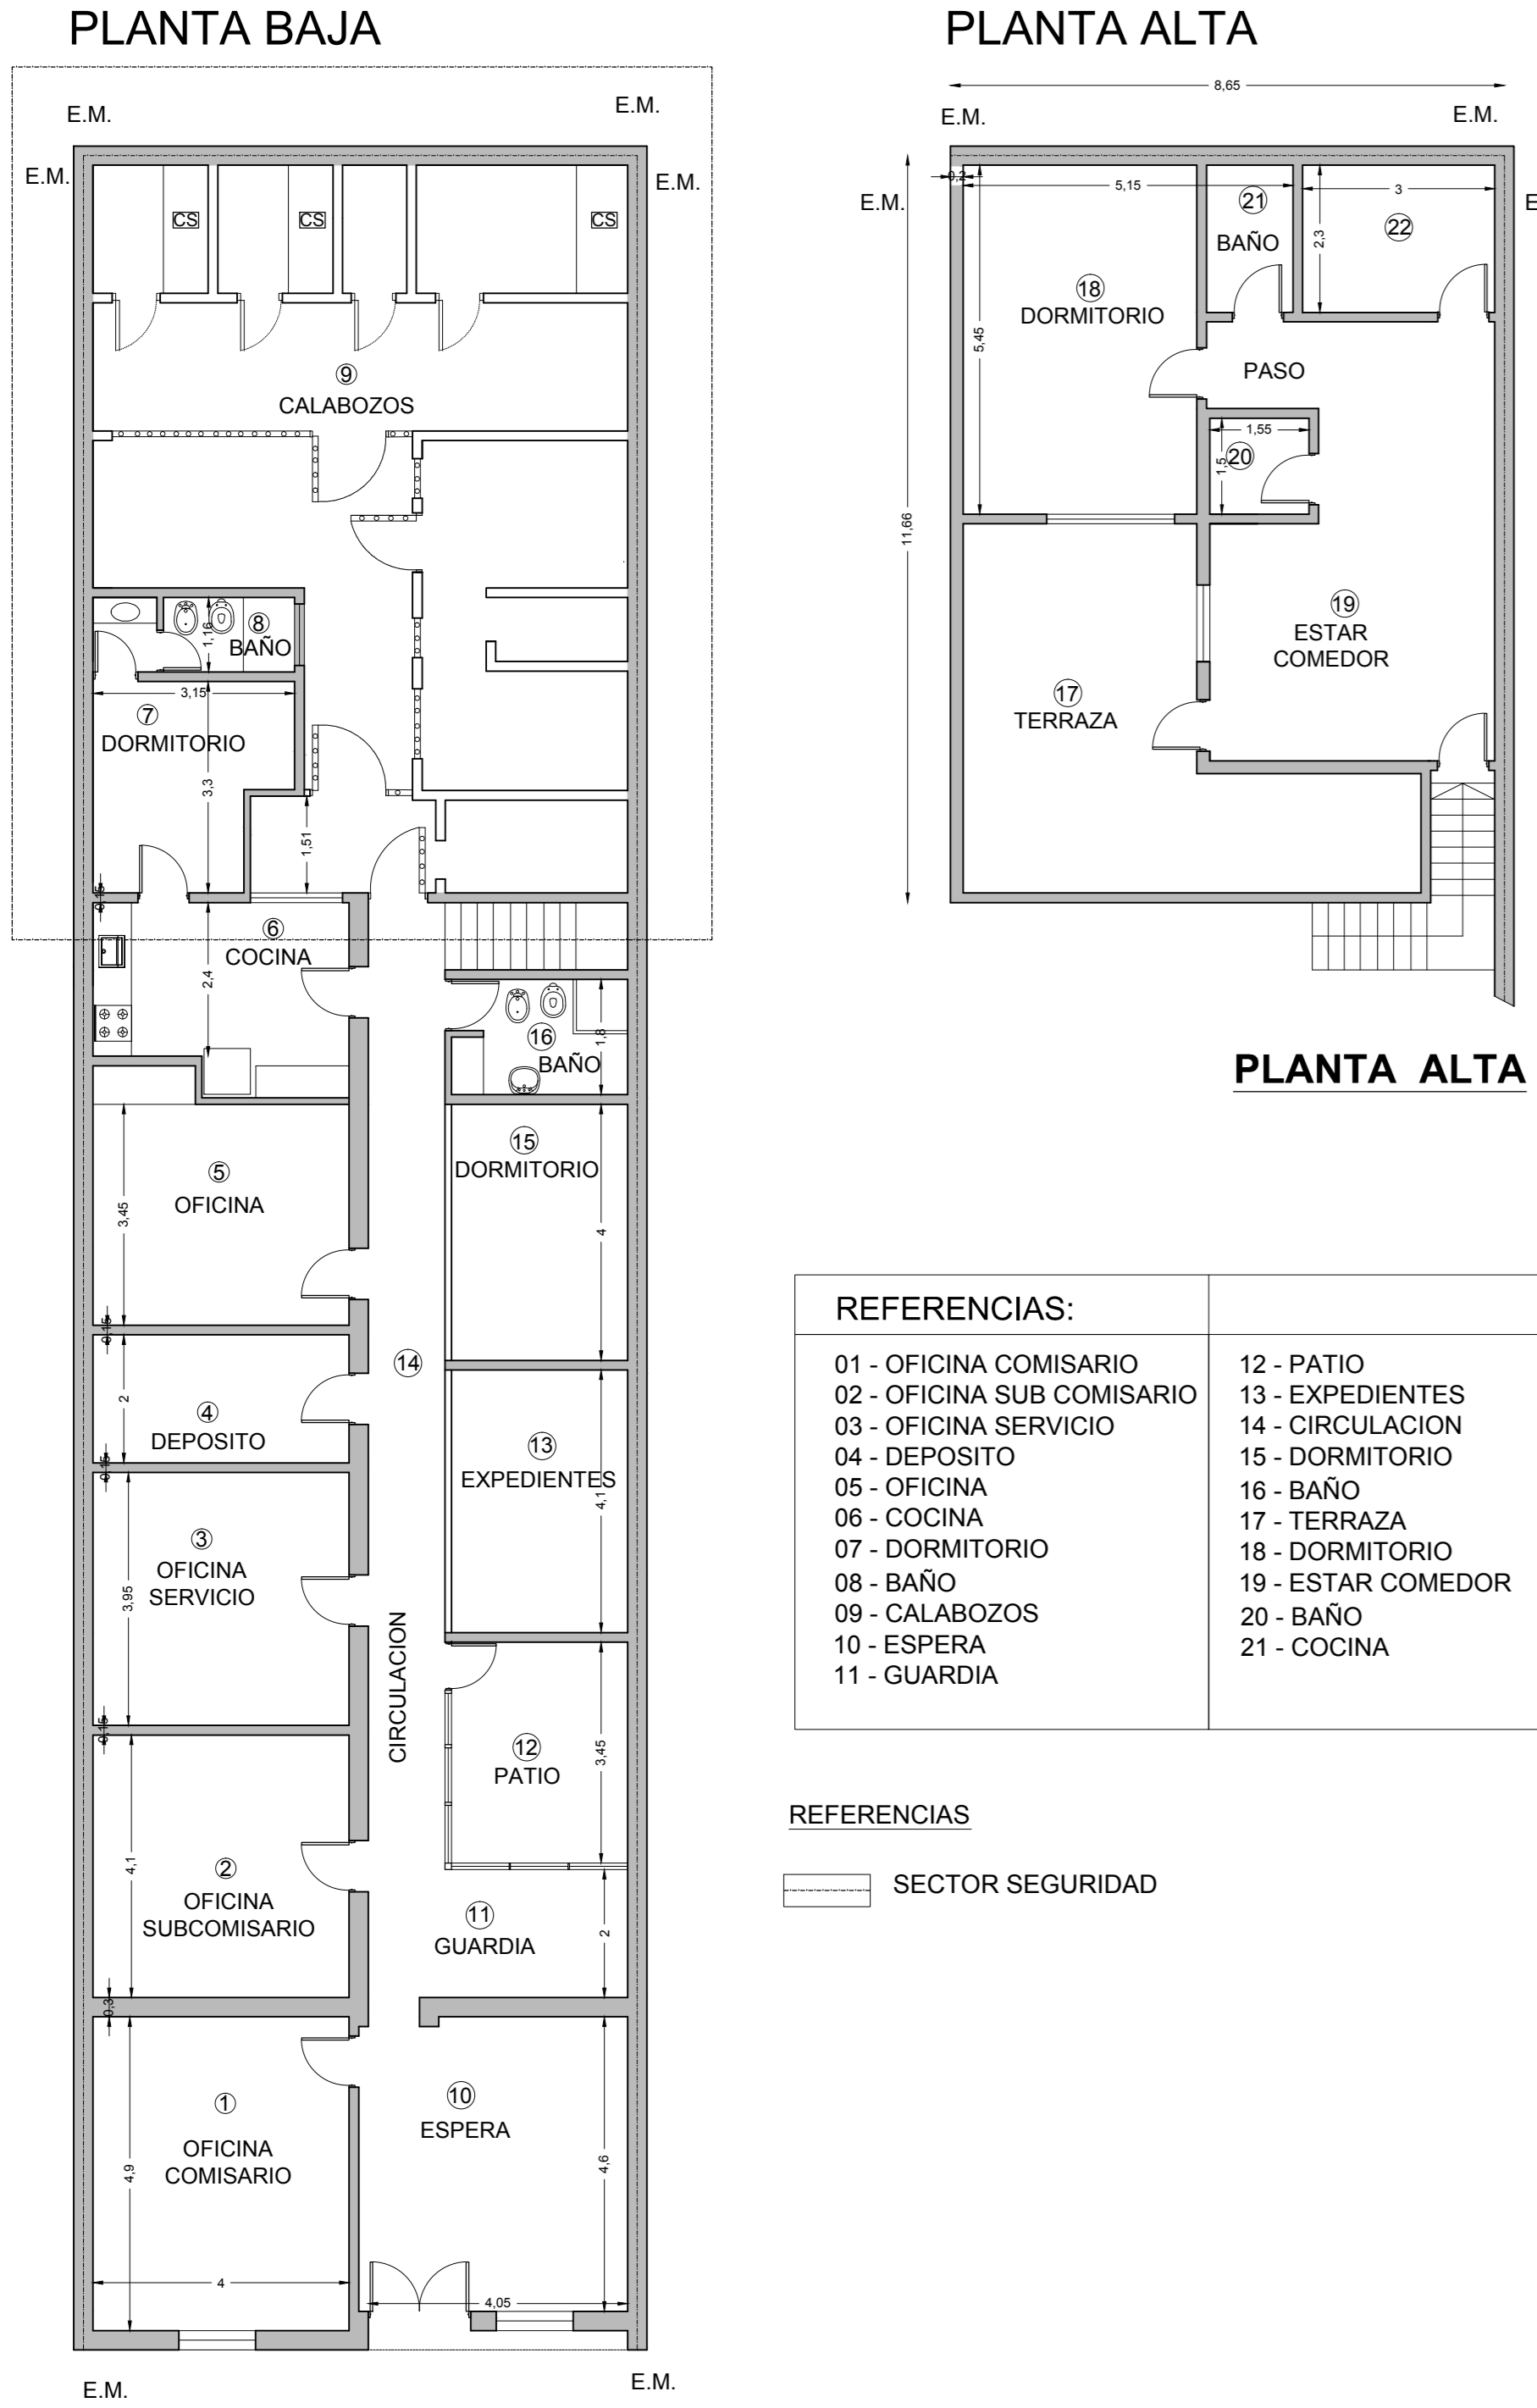 PLANTA BAJA
E.M.
E.M.
E.M.
E.M.
CS
CS
CS
9
CALABOZOS
8
BAÑO
1,16
3,15
7
DORMITORIO
3,3
1,51
0,15
6
COCINA
2,4
16
BAÑO
1,8
15
DORMITORIO
4
5
OFICINA
3,45
0,15
14
2
4
DEPOSITO
0,15
13
EXPEDIENTES
4,1
3
OFICINA
SERVICIO
3,95
CIRCULACION
0,15
12
PATIO
3,45
4,1
2
OFICINA
SUBCOMISARIO
11
GUARDIA
2
0,3
1
OFICINA
COMISARIO
4,9
4
10
ESPERA
4,6
4,05
E.M.
E.M.
PLANTA ALTA
8,65
E.M.
E.M.
E.M.
E
0,2
5,15
3
21
BAÑO
22
2,3
18
DORMITORIO
5,45
PASO
1,55
1,5
20
11,66
19
ESTAR
COMEDOR
17
TERRAZA
PLANTA ALTA
REFERENCIAS:
01 - OFICINA COMISARIO
02 - OFICINA SUB COMISARIO
03 - OFICINA SERVICIO
04 - DEPOSITO
05 - OFICINA
06 - COCINA
07 - DORMITORIO
08 - BAÑO
09 - CALABOZOS
10 - ESPERA
11 - GUARDIA
12 - PATIO
13 - EXPEDIENTES
14 - CIRCULACION
15 - DORMITORIO
16 - BAÑO
17 - TERRAZA
18 - DORMITORIO
19 - ESTAR COMEDOR
20 - BAÑO
21 - COCINA
REFERENCIAS
SECTOR SEGURIDAD